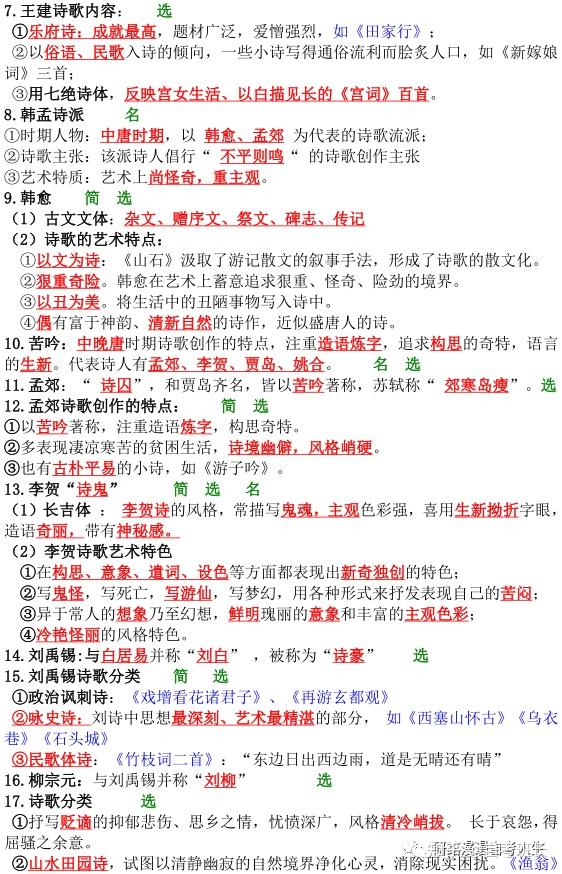 7.王建诗歌内容： 选
①乐府诗：成就最高，题材广泛，爱憎强烈，如《田家行》；
②以俗语、民歌入诗的倾向，一些小诗写得通俗流利而脍炙人口，如《新嫁娘
词》三首；
③用七绝诗体，反映宫女生活、以白描见长的《宫词》百首。
8.韩孟诗派 名
①时期人物：中唐时期，以 韩愈、孟郊 为代表的诗歌流派；
②诗歌主张：该派诗人倡行“ 不平则鸣 “ 的诗歌创作主张
③艺术特质：艺术上尚怪奇，重主观。
9.韩愈 简 选
（1）古文文体：杂文、赠序文、祭文、碑志、传记
（2）诗歌的艺术特点：
①以文为诗：《山石》汲取了游记散文的叙事手法，形成了诗歌的散文化。
②狠重奇险。韩愈在艺术上蓄意追求狠重、怪奇、险劲的境界。
③以丑为美。将生活中的丑陋事物写入诗中。
④偶有富于神韵、清新自然的诗作，近似盛唐人的诗。
10.苦吟：中晚唐时期诗歌创作的特点，注重造语炼字，追求构思的奇特，语言
的生新。代表诗人有孟郊、李贺、贾岛、姚合。 名 选
11.孟郊：“ 诗囚”，和贾岛齐名，皆以苦吟著称，苏轼称“ 郊寒岛瘦”。选
12.孟郊诗歌创作的特点： 简 选
①以苦吟著称，注重造语炼字，构思奇特。
②多表现凄凉寒苦的贫困生活，诗境幽僻，风格峭硬。
③也有古朴平易的小诗，如《游子吟》。
13.李贺“诗鬼” 简 选 名
（1）长吉体 ： 李贺诗的风格，常描写鬼魂，主观色彩强，喜用生新拗折字眼，
造语奇丽，带有神秘感。
（2）李贺诗歌艺术特色
①在构思、意象、遣词、设色等方面都表现出新奇独创的特色；
②写鬼怪，写死亡，写游仙，写梦幻，用各种形式来抒发表现自己的苦闷；
③异于常人的想象乃至幻想，鲜明瑰丽的意象和丰富的主观色彩；
④冷艳怪丽的风格特色。
14.刘禹锡:与白居易并称“刘白” ，被称为“诗豪” 选
15.刘禹锡诗歌分类 简 选
①政治讽刺诗：《戏增看花诸君子》、《再游玄都观》
②咏史诗：刘诗中思想最深刻、艺术最精湛的部分， 如《西塞山怀古》《乌衣
巷》《石头城》
③民歌体诗：《竹枝词二首》：“东边日出西边雨，道是无晴还有晴”
16.柳宗元：与刘禹锡并称“刘柳” 选
17.诗歌分类 选
①抒写贬谪的抑郁悲伤、思乡之情，忧愤深广，风格清冷峭拔。 长于哀怨，得
屈骚之余意。
②山水田园诗，试图以清静幽寂的自然境界净化心灵，消除现实困扰。《渔翁》